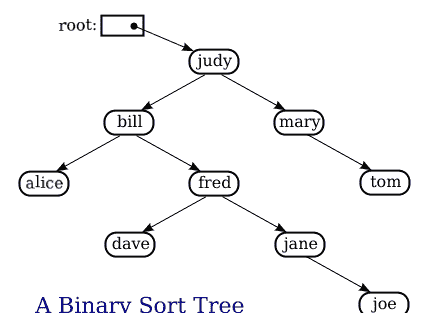 root:
judy
bill mary
alice fred tom
dave jane
joe
A Binary Sort Tree